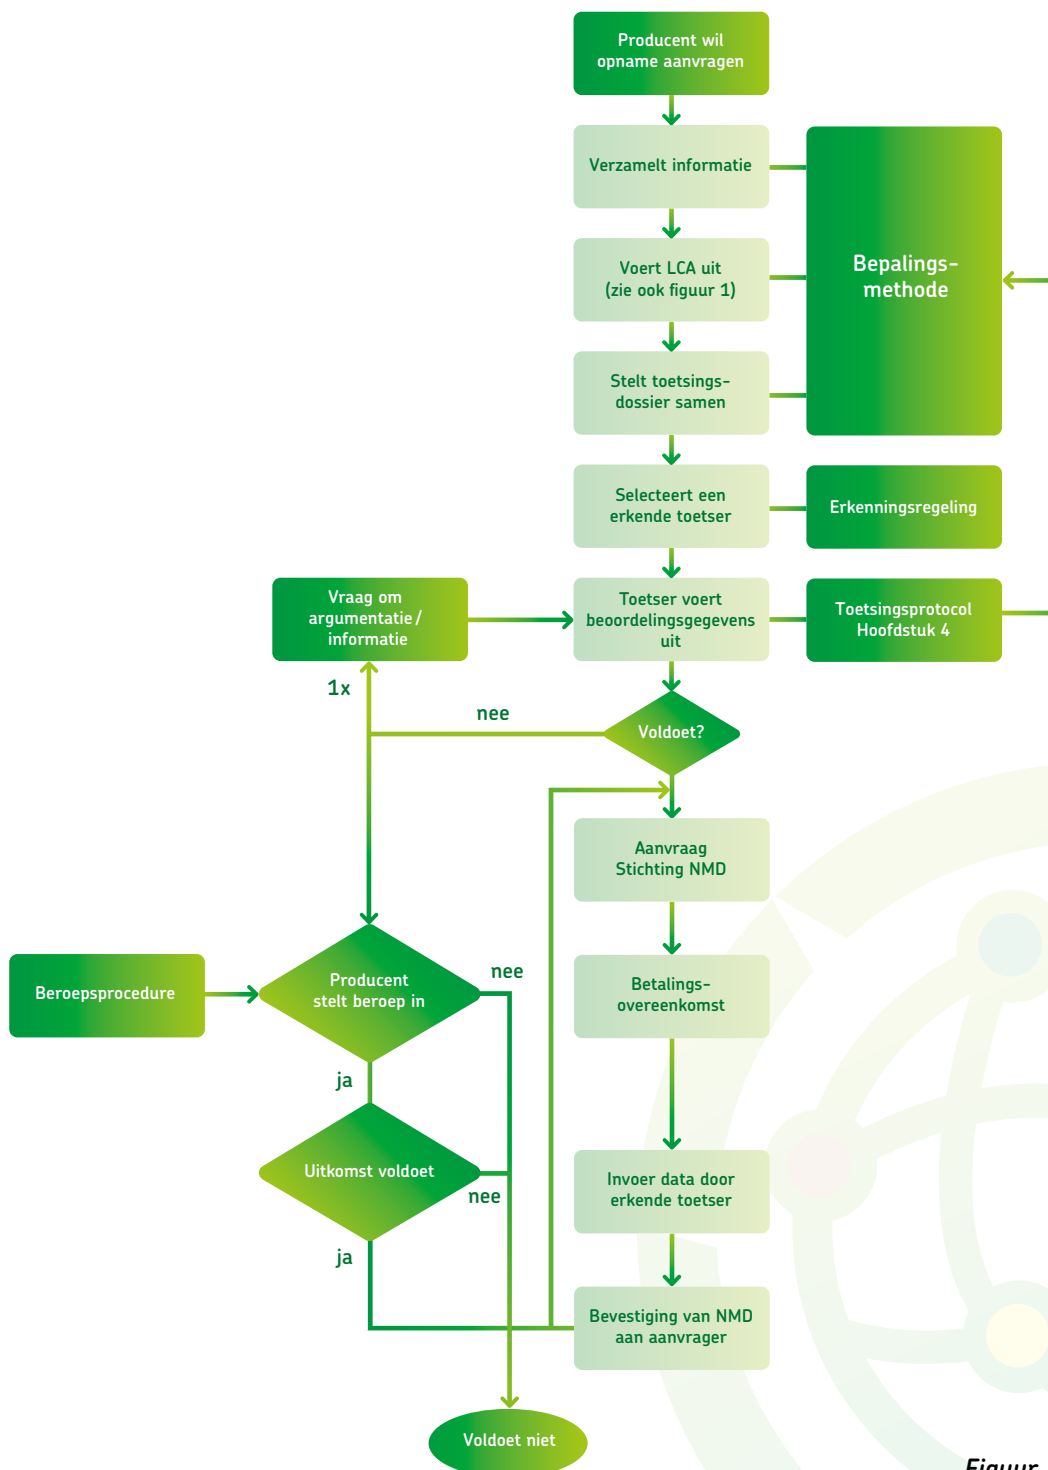 Producent wil
opname aanvragen
Verzamelt informatie
Voert LCA uit
(zie ook figuur 1)
Bepalings-
methode
Stelt toetsings-
dossier samen
Selecteert een
erkende toetser
Erkenningsregeling
Vraag om
argumentatie/
informatie
Toetser voert
beoordelingsgegevens
uit
Toetsingsprotocol
Hoofdstuk 4
1x
nee
Voldoet?
Aanvraag
Stichting NMD
Beroepsprocedure
Producent
stelt beroep in
nee
Betalings-
overeenkomst
ja
Uitkomst voldoet
nee
Invoer data door
erkende toetser
ja
Bevestiging van NMD
aan aanvrager
Voldoet niet
Figuur